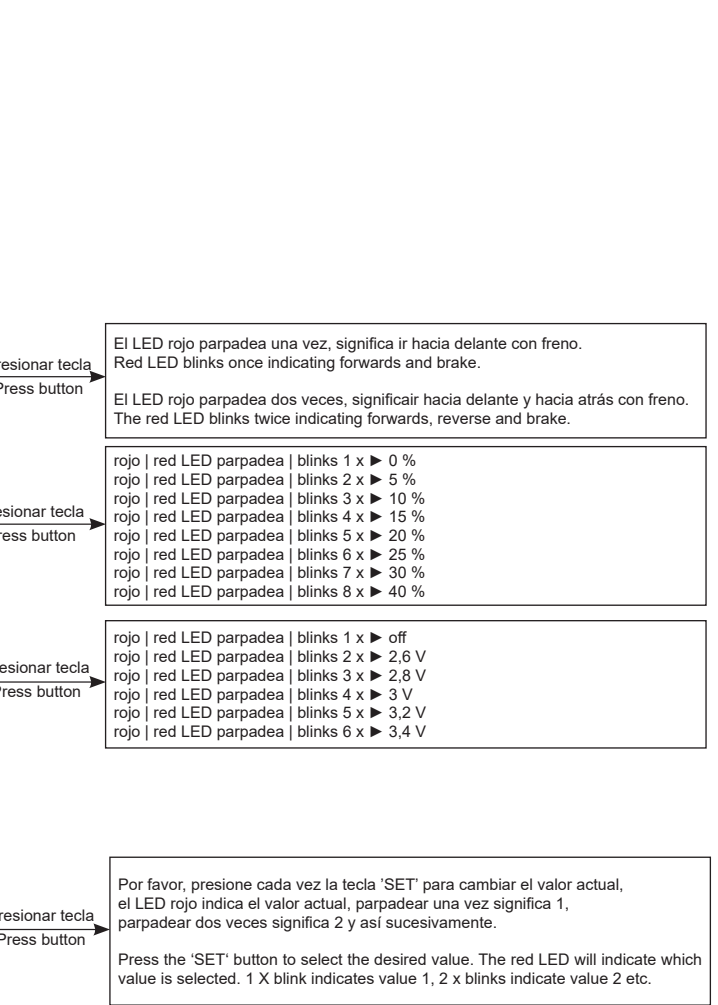 resionar tecla
Press button
El LED rojo parpadea una vez, significa ir hacia delante con freno.
Red LED blinks once indicating forwards and brake.
El LED rojo parpadea dos veces, significair hacia delante y hacia atrás con freno.
The red LED blinks twice indicating forwards, reverse and brake.
esionar tecla
ress button
rojo | red LED parpadea | blinks 1 x ► 0 %
rojo | red LED parpadea | blinks 2 x ► 5 %
rojo | red LED parpadea | blinks 3 x ► 10 %
rojo | red LED parpadea | blinks 4 x ► 15 %
rojo | red LED parpadea | blinks 5 x ► 20 %
rojo | red LED parpadea | blinks 6 x ► 25 %
rojo | red LED parpadea | blinks 7 x ► 30 %
rojo | red LED parpadea | blinks 8 x ► 40 %
esionar tecla
Press button
rojo | red LED parpadea | blinks 1 x ► off
rojo | red LED parpadea | blinks 2 x ► 2,6 V
rojo | red LED parpadea | blinks 3 x ► 2,8 V
rojo | red LED parpadea | blinks 4 x ► 3 V
rojo | red LED parpadea | blinks 5 x ► 3,2 V
rojo | red LED parpadea | blinks 6 x ► 3,4 V
resionar tecla
Press button
Por favor, presione cada vez la tecla ’SET’ para cambiar el valor actual,
el LED rojo indica el valor actual, parpadear una vez significa 1,
parpadear dos veces significa 2 y así sucesivamente.
Press the ‘SET‘ button to select the desired value. The red LED will indicate which
value is selected. 1 X blink indicates value 1, 2 x blinks indicate value 2 etc.